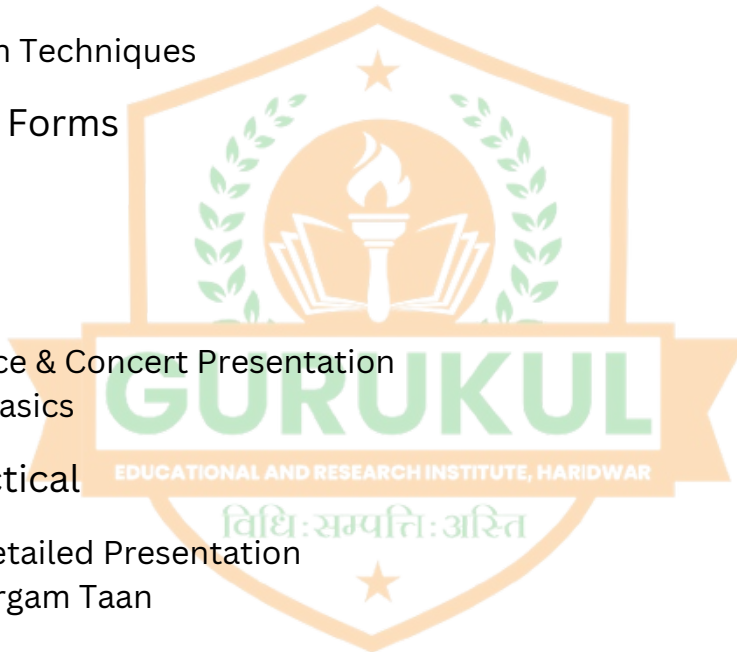 n Techniques
Forms
ce & Concert Presentation
asics
GURUKUL
EDUCATIONAL AND RESEARCH INSTITUTE, HARIDWAR
ctical
विधि:सम्पत्ति:अस्ति
etailed Presentation
rgam Taan